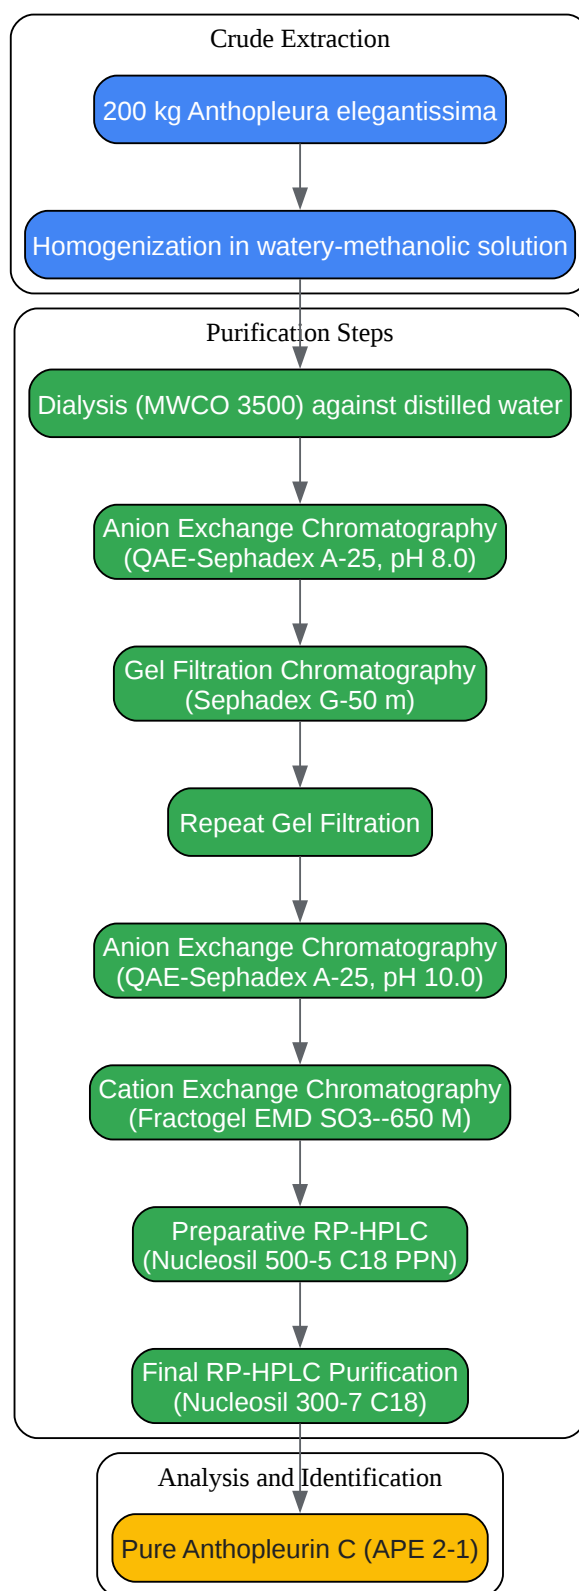 Crude Extraction
200 kg Anthopleura elegantissima
Homogenization in watery-methanolic solution
Purification Steps
Dialysis (MWCO 3500) against distilled water
Anion Exchange Chromatography
(QAE-Sephadex A-25, pH 8.0)
Gel Filtration Chromatography
(Sephadex G-50 m)
Repeat Gel Filtration
Anion Exchange Chromatography
(QAE-Sephadex A-25, pH 10.0)
Cation Exchange Chromatography
(Fractogel EMD SO3--650 M)
Preparative RP-HPLC
(Nucleosil 500-5 C18 PPN)
Final RP-HPLC Purification
(Nucleosil 300-7 C18)
Analysis and Identification
Pure Anthopleurin C (APE 2-1)